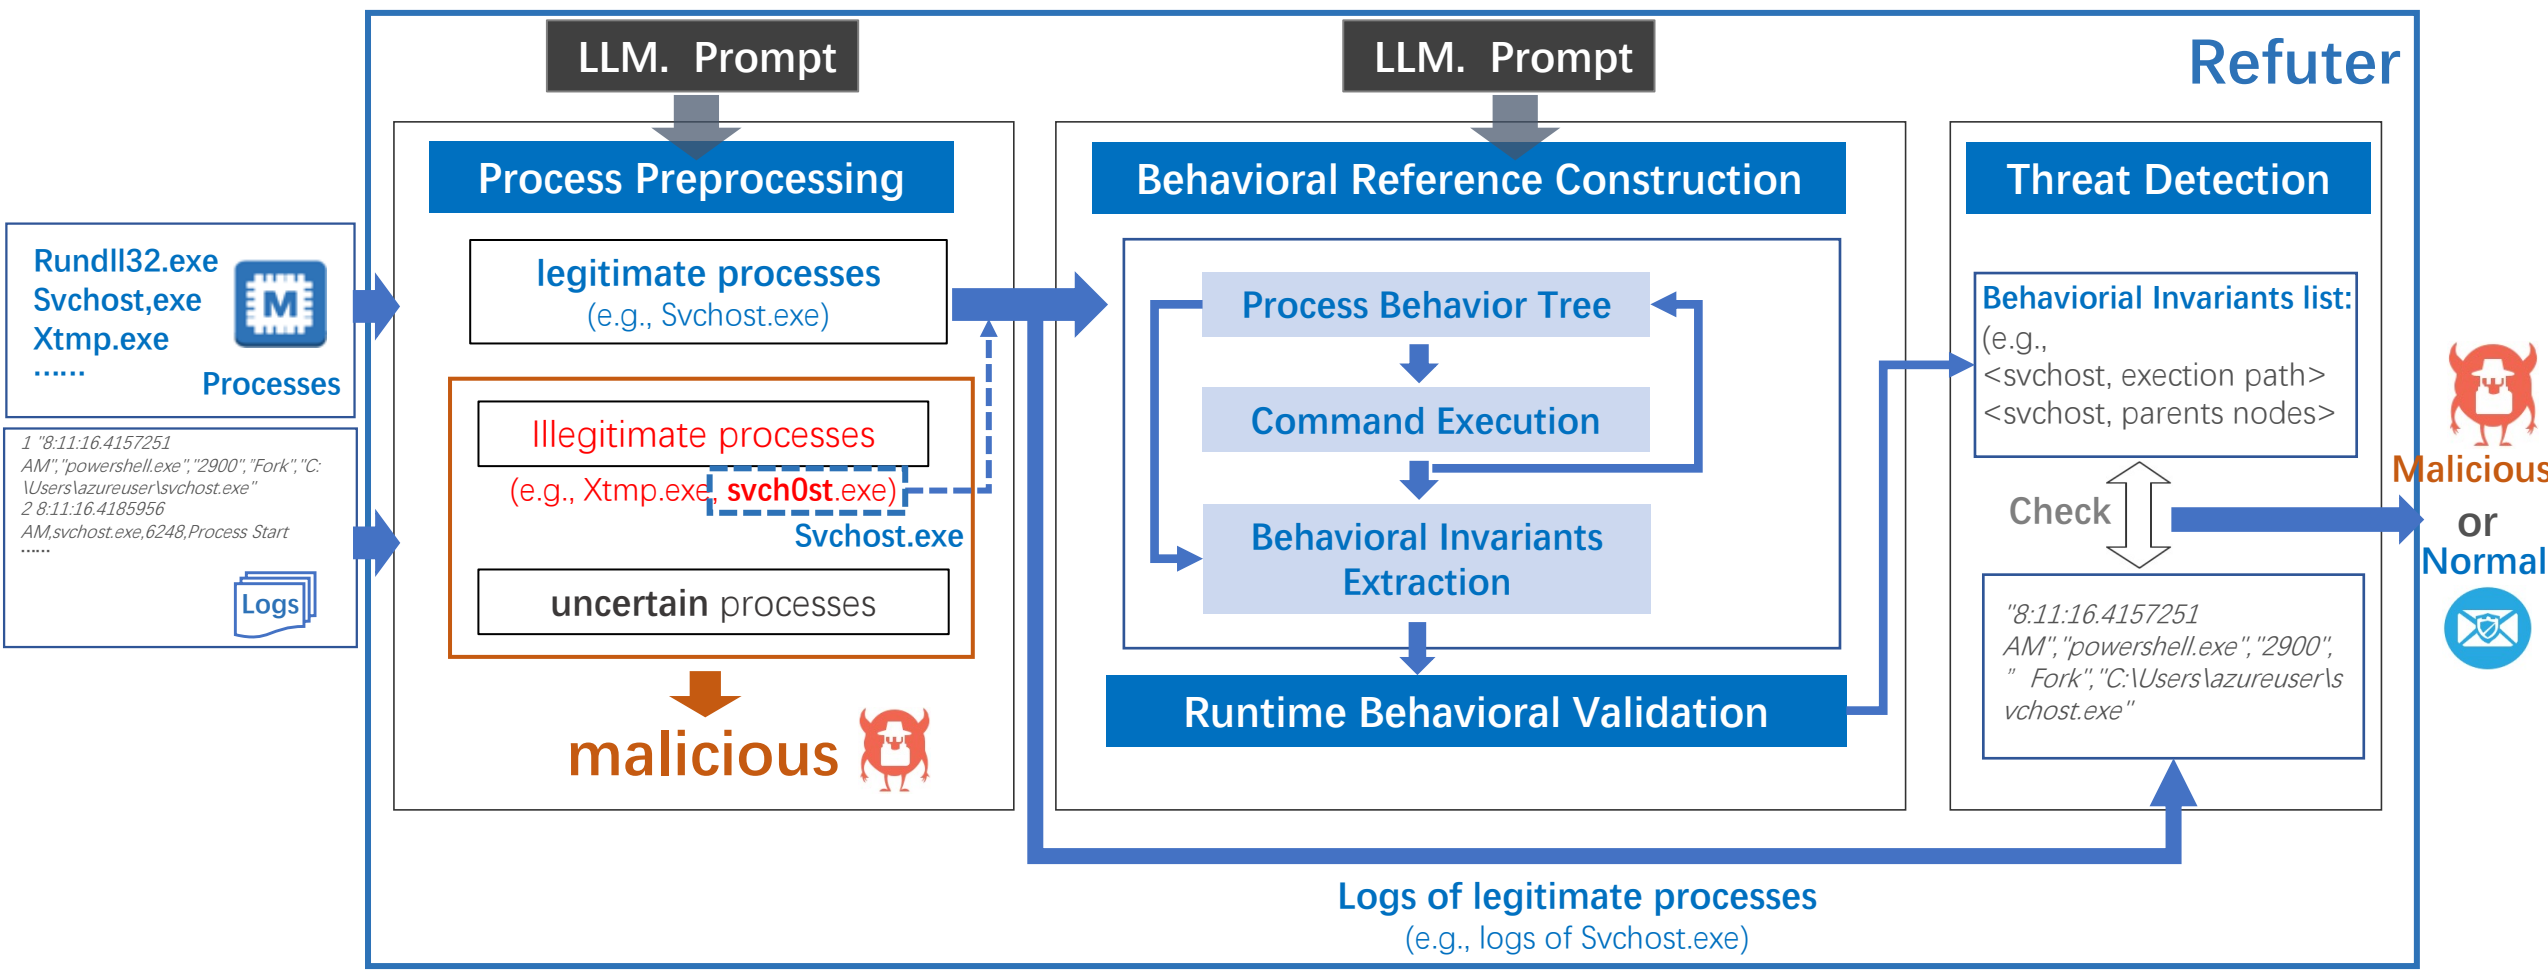 LLM. Prompt
LLM. Prompt
Refuter
Process Preprocessing
Behavioral Reference Construction
Threat Detection
Rundll32.exe
Svchost,exe
Xtmp.exe
......
Processes
M
1 "8:11:16.4157251
AM","powershell.exe","2900","Fork","C:
\Users\azureuser\svchost.exe"
2 8:11:16.4185956
AM,svchost.exe,6248,Process Start
......
Logs
legitimate processes
(e.g., Svchost.exe)
Illegitimate processes
(e.g., Xtmp.exe, svch0st.exe)
Svchost.exe
uncertain processes
malicious
Process Behavior Tree
Command Execution
Behavioral Invariants
Extraction
Runtime Behavioral Validation
Behaviorial Invariants list:
(e.g.,
<svchost, exection path>
<svchost, parents nodes>
Check
"8:11:16.4157251
AM","powershell.exe","2900",
" Fork","C:\Users\azureuser\s
vchost.exe"
Malicious
or
Normal
Logs of legitimate processes
(e.g., logs of Svchost.exe)